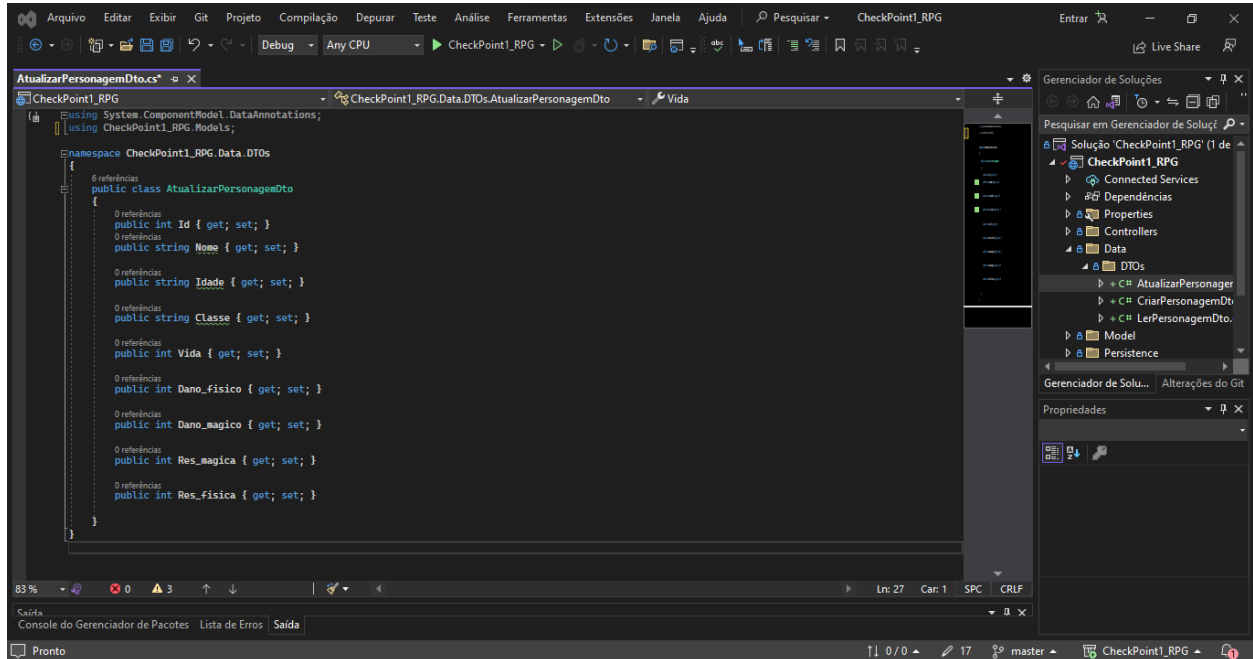 Arquivo Editar Exibir Git Projeto Compilação Depurar Teste Análise Ferramentas Extensões Janela Ajuda Pesquisar CheckPoint1_RPG Entrar
Debug Any CPU CheckPoint1_RPG Live Share
AtualizarPersonagemDto.cs*
CheckPoint1_RPG CheckPoint1_RPG.Data.DTOs.AtualizarPersonagemDto Vida
using System.ComponentModel.DataAnnotations;
using CheckPoint1_RPG.Models;
namespace CheckPoint1_RPG.Data.DTOs
{
6 referências
public class AtualizarPersonagemDto
{
0 referências
public int Id { get; set; }
0 referências
public string Nome { get; set; }
0 referências
public string Idade { get; set; }
0 referências
public string Classe { get; set; }
0 referências
public int Vida { get; set; }
0 referências
public int Dano_fisico { get; set; }
0 referências
public int Dano_magico { get; set; }
0 referências
public int Res_magica { get; set; }
0 referências
public int Res_fisica { get; set; }
}
}
83 % 0 3 Ln: 27 Car: 1 SPC CRLF
Saída
Console do Gerenciador de Pacotes Lista de Erros Saída
Gerenciador de Soluções
Pesquisar em Gerenciador de Soluçõ
Solução 'CheckPoint1_RPG' (1 de
CheckPoint1_RPG
Connected Services
Dependências
Properties
Controllers
Data
DTOs
C# AtualizarPersonagem
C# CriarPersonagemDto
C# LerPersonagemDto.
Model
Persistence
Gerenciador de Solu... Alterações do Git
Propriedades
Pronto 0 / 0 17 master CheckPoint1_RPG 1